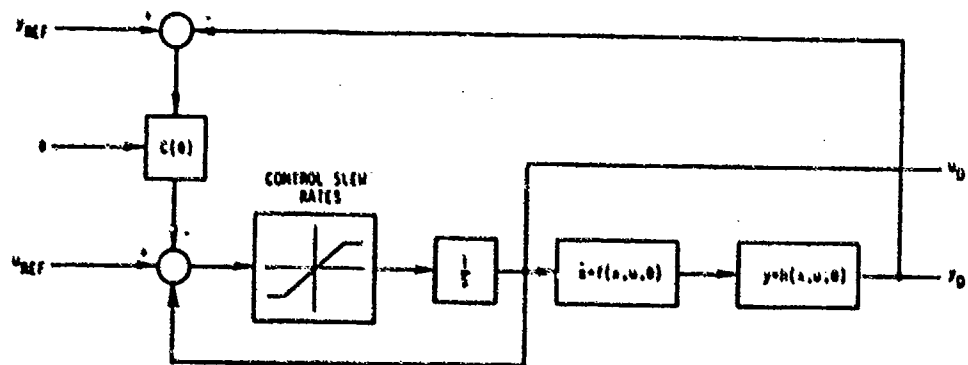 y_REF + -
θ C(θ)
CONTROL SLEW
RATES
u_D
u_REF + -
1/s
ẋ=f(x,u,θ)
y=h(x,u,θ)
y_D